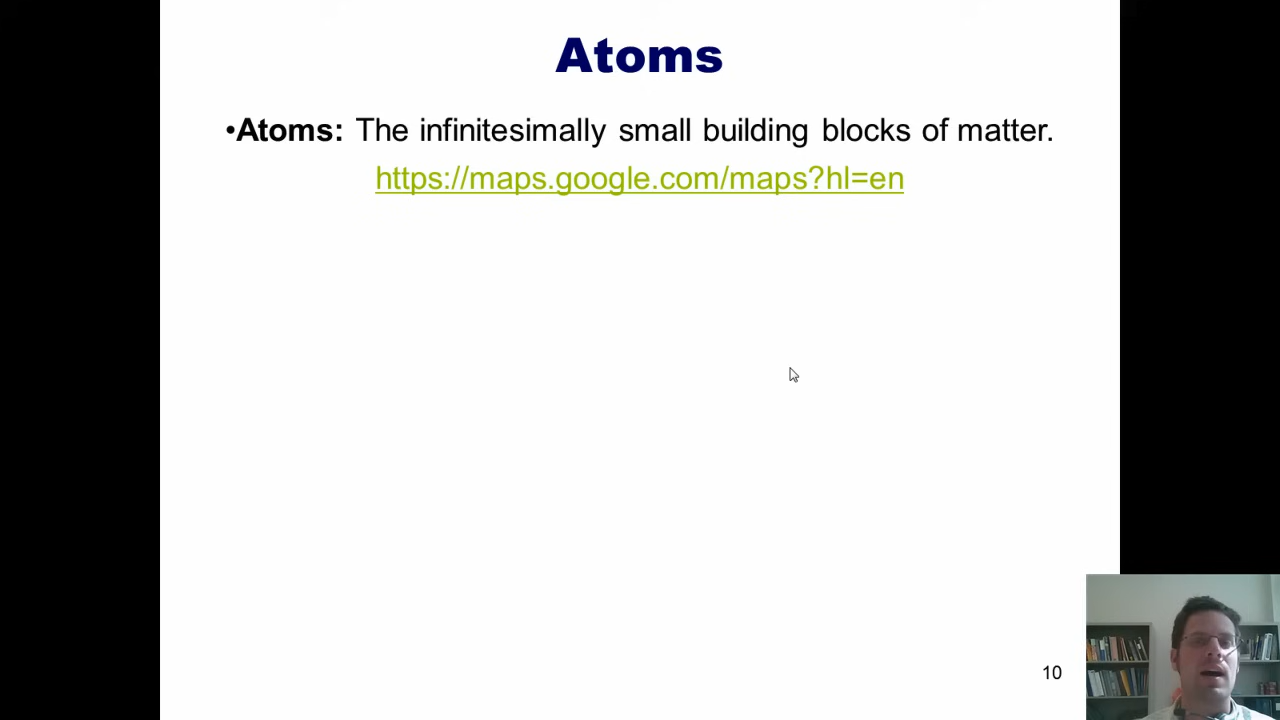 Atoms
•Atoms: The infinitesimally small building blocks of matter.
https://maps.google.com/maps?hl=en
10